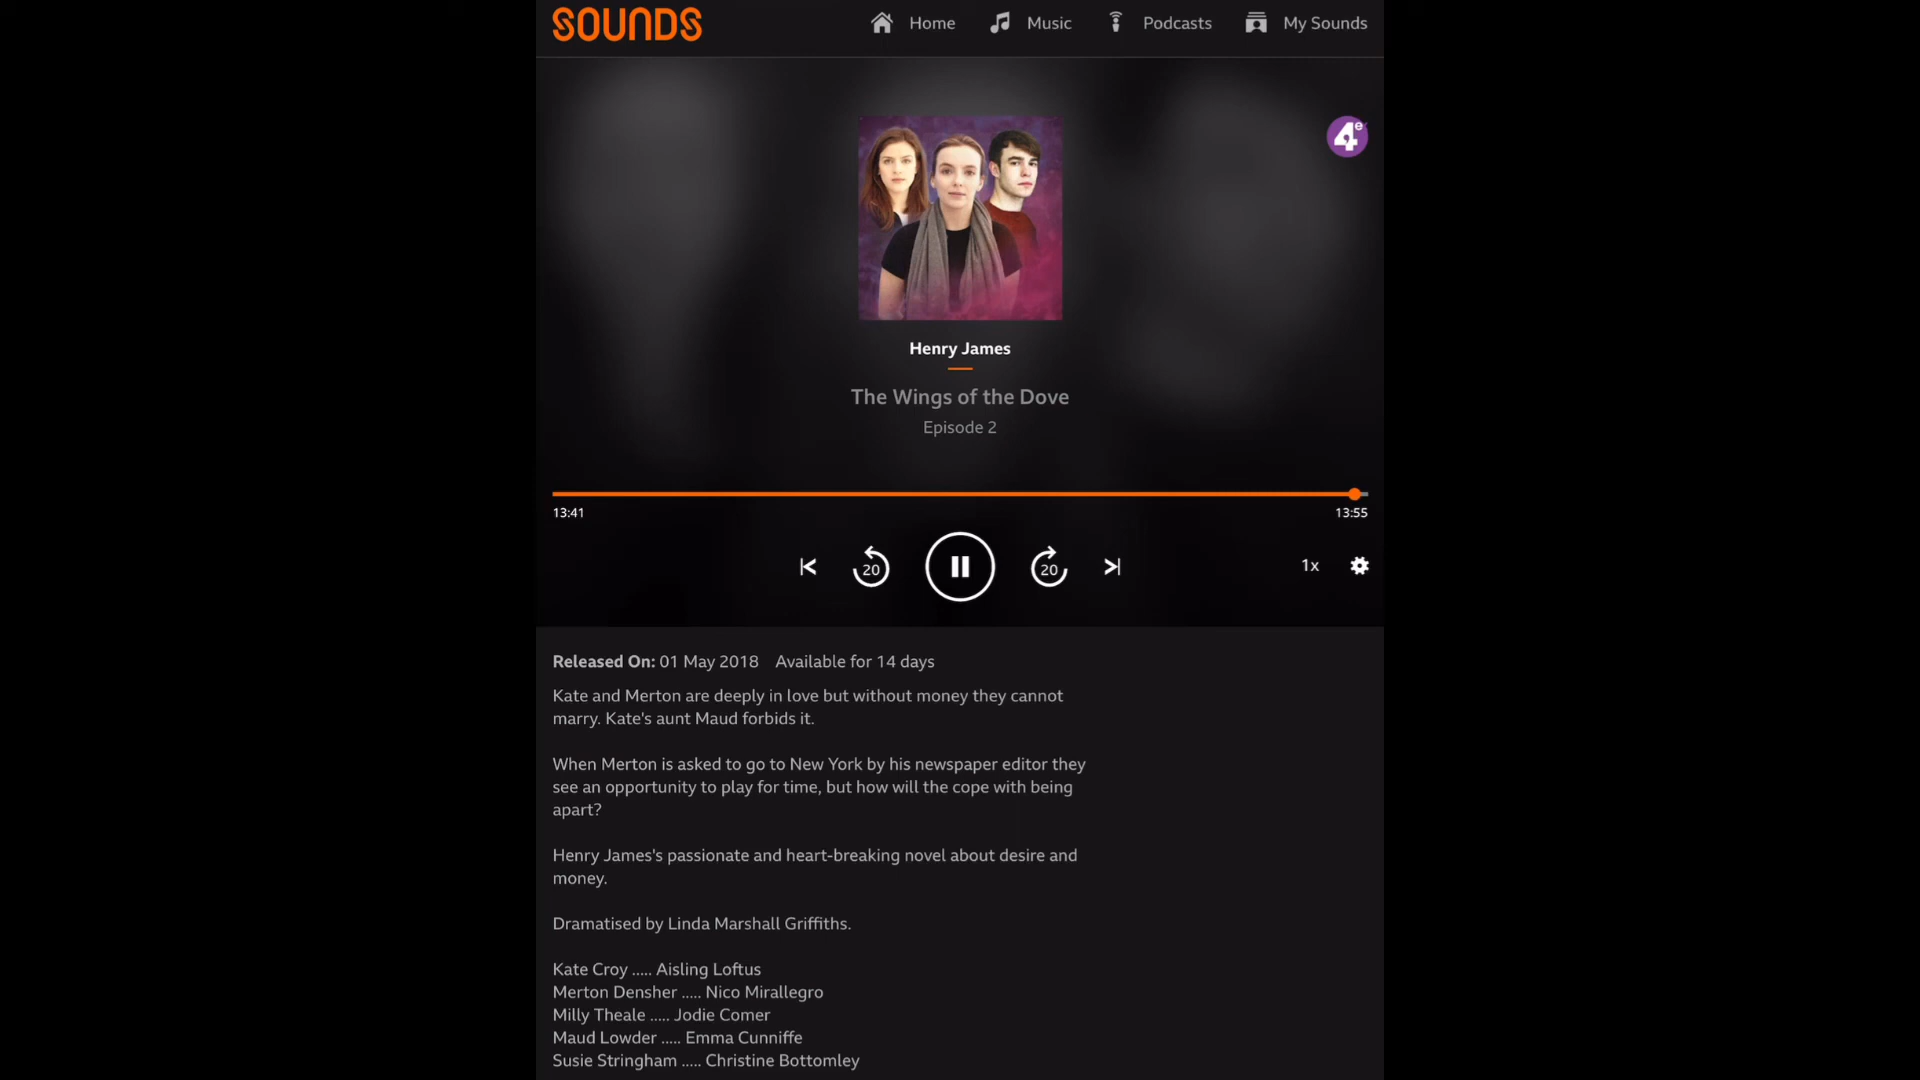 SOUNDS
Home
Music
Podcasts
My Sounds
4e
Henry James
The Wings of the Dove
Episode 2
13:41
13:55
20
20
1x
Released On: 01 May 2018 Available for 14 days
Kate and Merton are deeply in love but without money they cannot
marry. Kate's aunt Maud forbids it.
When Merton is asked to go to New York by his newspaper editor they
see an opportunity to play for time, but how will the cope with being
apart?
Henry James's passionate and heart-breaking novel about desire and
money.
Dramatised by Linda Marshall Griffiths.
Kate Croy ..... Aisling Loftus
Merton Densher ..... Nico Mirallegro
Milly Theale ..... Jodie Comer
Maud Lowder ..... Emma Cunniffe
Susie Stringham ..... Christine Bottomley